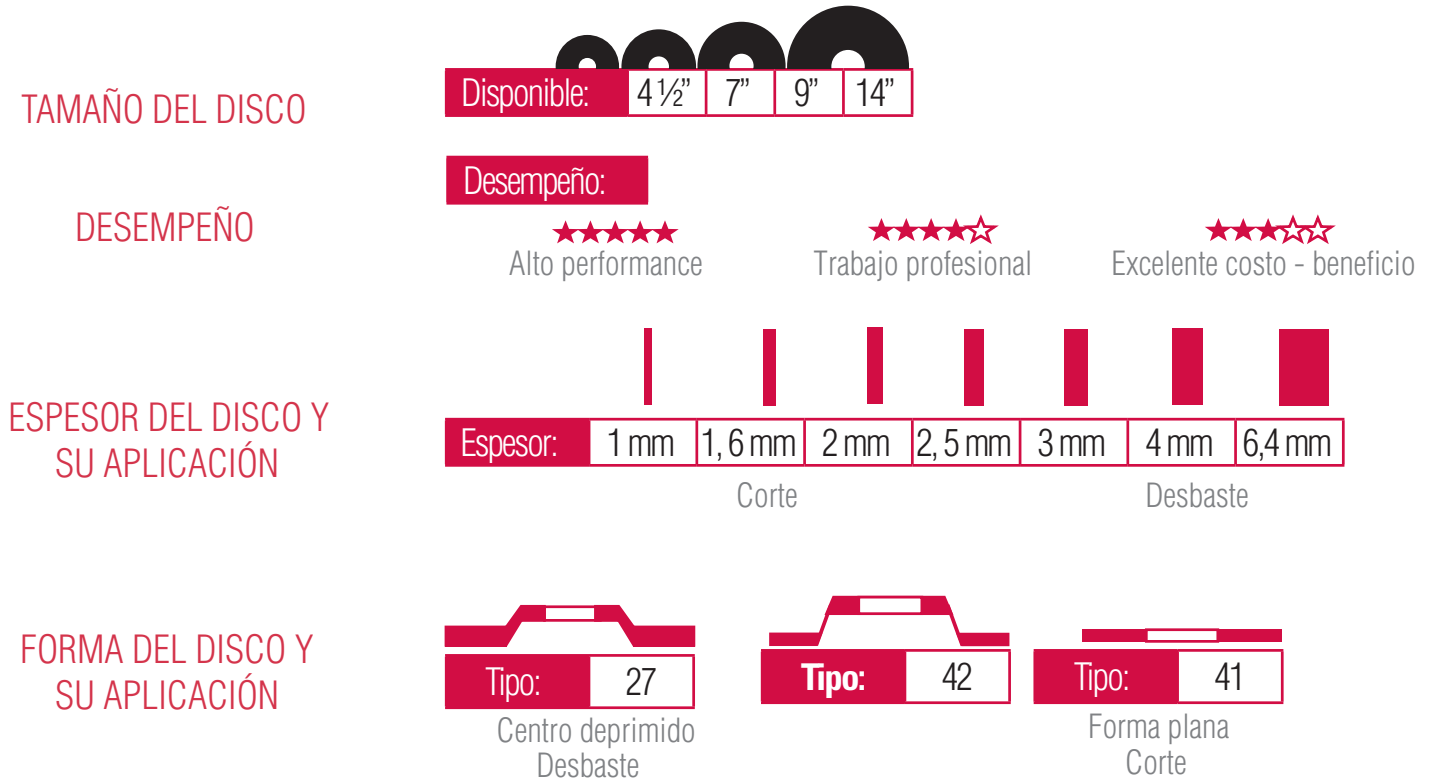 TAMAÑO DEL DISCO
Disponible: 4 ½” 7” 9” 14”
DESEMPEÑO
Desempeño:
Alto performance
Trabajo profesional
Excelente costo - beneficio
ESPESOR DEL DISCO Y
SU APLICACIÓN
Espesor: 1 mm 1, 6 mm 2 mm 2, 5 mm 3 mm 4 mm 6,4 mm
Corte
Desbaste
FORMA DEL DISCO Y
SU APLICACIÓN
Tipo: 27
Centro deprimido
Desbaste
Tipo: 42
Tipo: 41
Forma plana
Corte